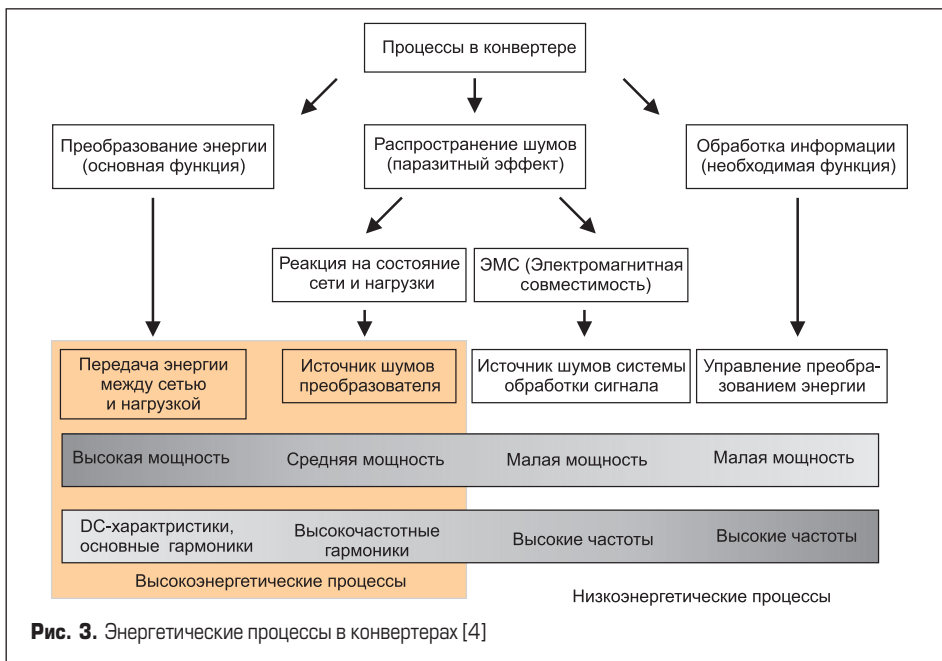 Процессы в конвертере
Преобразование энергии
(основная функция)
Распространение шумов
(паразитный эффект)
Обработка информации
(необходимая функция)
Реакция на состояние
сети и нагрузки
ЭМС (Электромагнитная
совместимость)
Передача энергии
между сетью
и нагрузкой
Источник шумов
преобразователя
Источник шумов системы
обработки сигнала
Управление преобра-
зованием энергии
Высокая мощность
Средняя мощность
Малая мощность
Малая мощность
DC-характристики,
основные гармоники
Высокочастотные
гармоники
Высокие частоты
Высокие частоты
Высокоэнергетические процессы
Низкоэнергетические процессы
Рис. 3. Энергетические процессы в конвертерах [4]